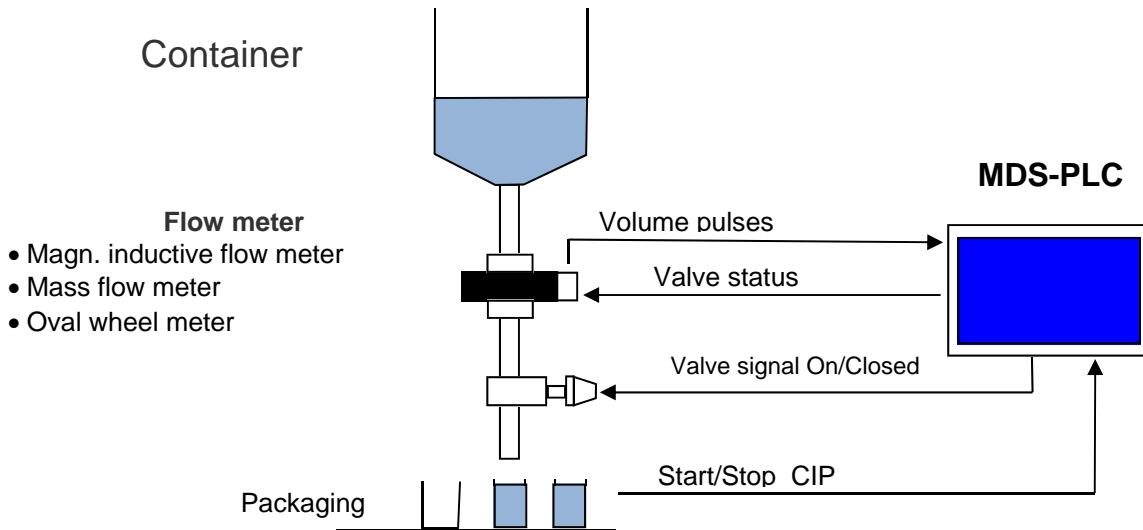 Container
MDS-PLC
Flow meter
• Magn. inductive flow meter
• Mass flow meter
• Oval wheel meter
Volume pulses
Valve status
Valve signal On/Closed
Start/Stop CIP
Packaging